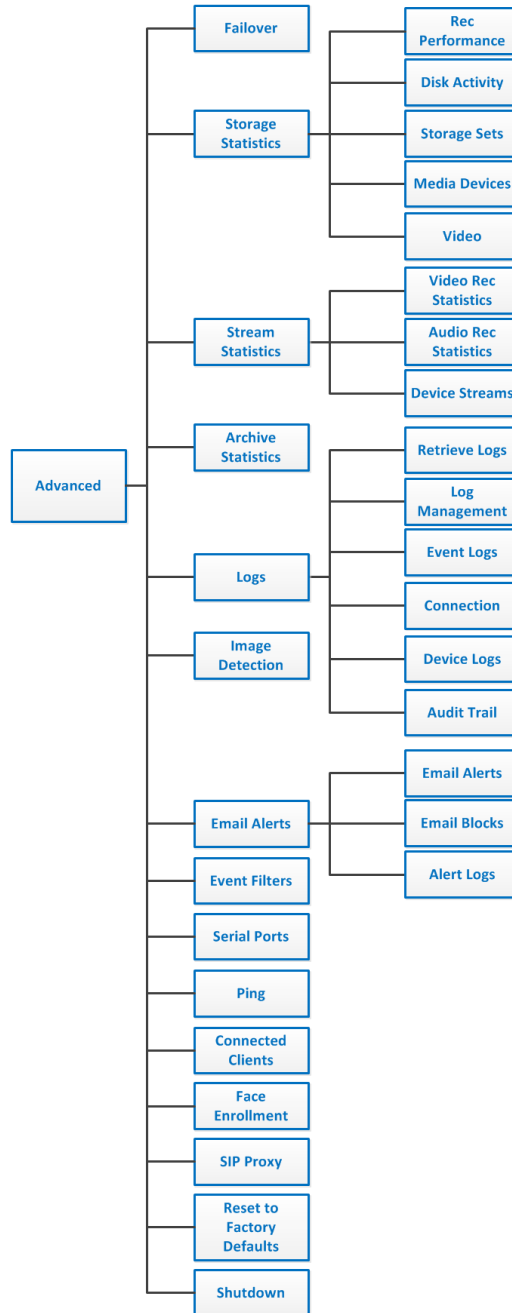 Advanced
Failover
Storage
Statistics
Rec
Performance
Disk Activity
Storage Sets
Media Devices
Video
Stream
Statistics
Video Rec
Statistics
Audio Rec
Statistics
Device Streams
Archive
Statistics
Logs
Retrieve Logs
Log
Management
Event Logs
Connection
Device Logs
Audit Trail
Image
Detection
Email Alerts
Email Alerts
Email Blocks
Alert Logs
Event Filters
Serial Ports
Ping
Connected
Clients
Face
Enrollment
SIP Proxy
Reset to
Factory
Defaults
Shutdown